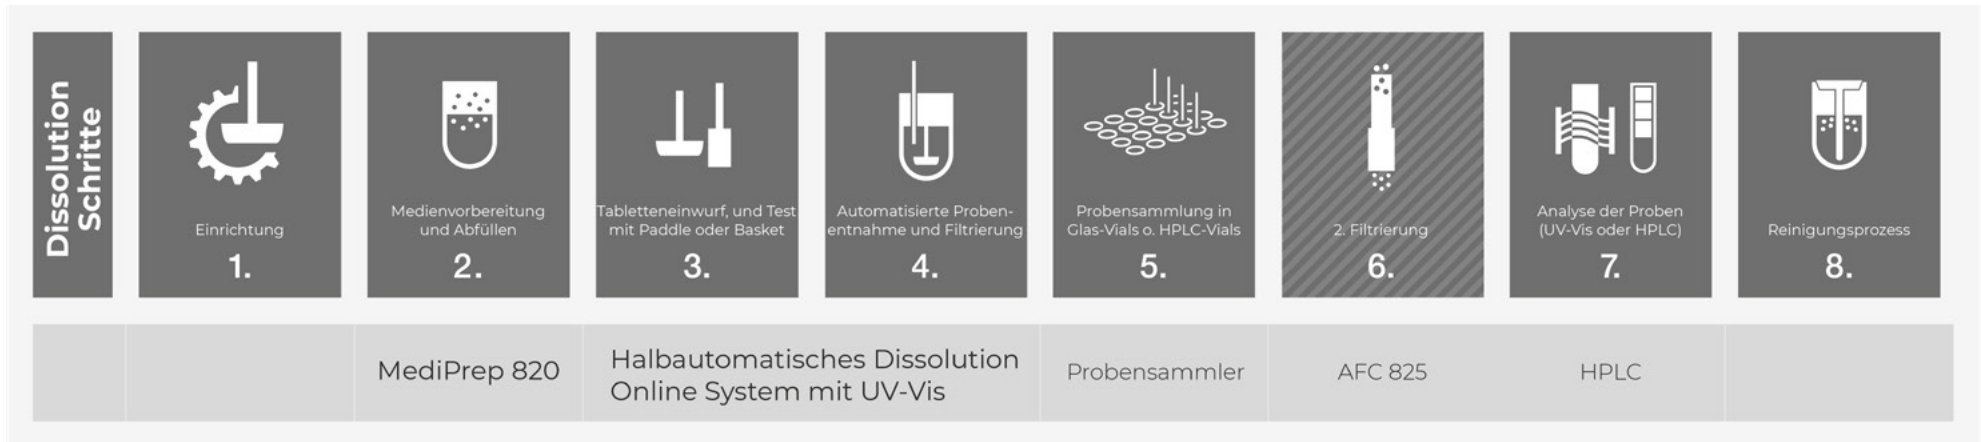 Dissolution
Schritte
Einrichtung
1.
Medienvorbereitung
und Abfüllen
2.
Tabletteneinwurf, und Test
mit Paddle oder Basket
3.
Automatisierte Proben-
entnahme und Filtrierung
4.
Probensammlung in
Glas-Vials o. HPLC-Vials
5.
2. Filtrierung
6.
Analyse der Proben
(UV-Vis oder HPLC)
7.
Reinigungsprozess
8.
MediPrep 820
Halbautomatisches Dissolution
Online System mit UV-Vis
Probensammler
AFC 825
HPLC